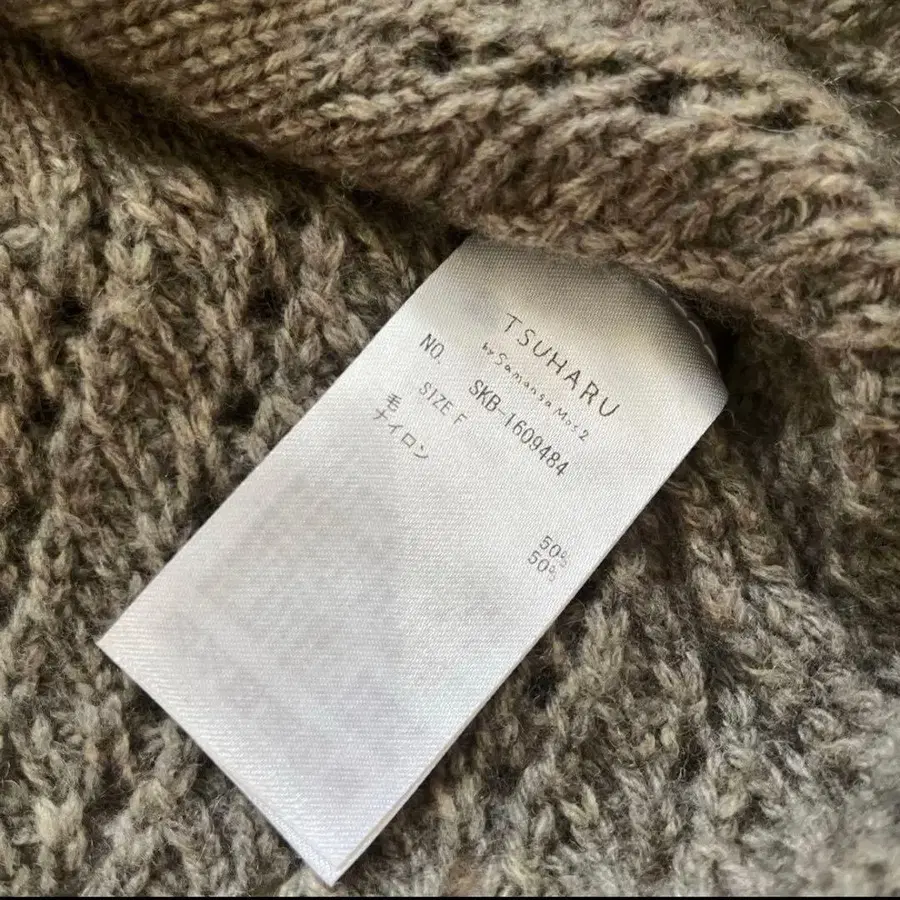 TSUHARU
by Samansa Mos2
NO. SKB-1609484
SIZE F
毛 50%
ナイロン 50%